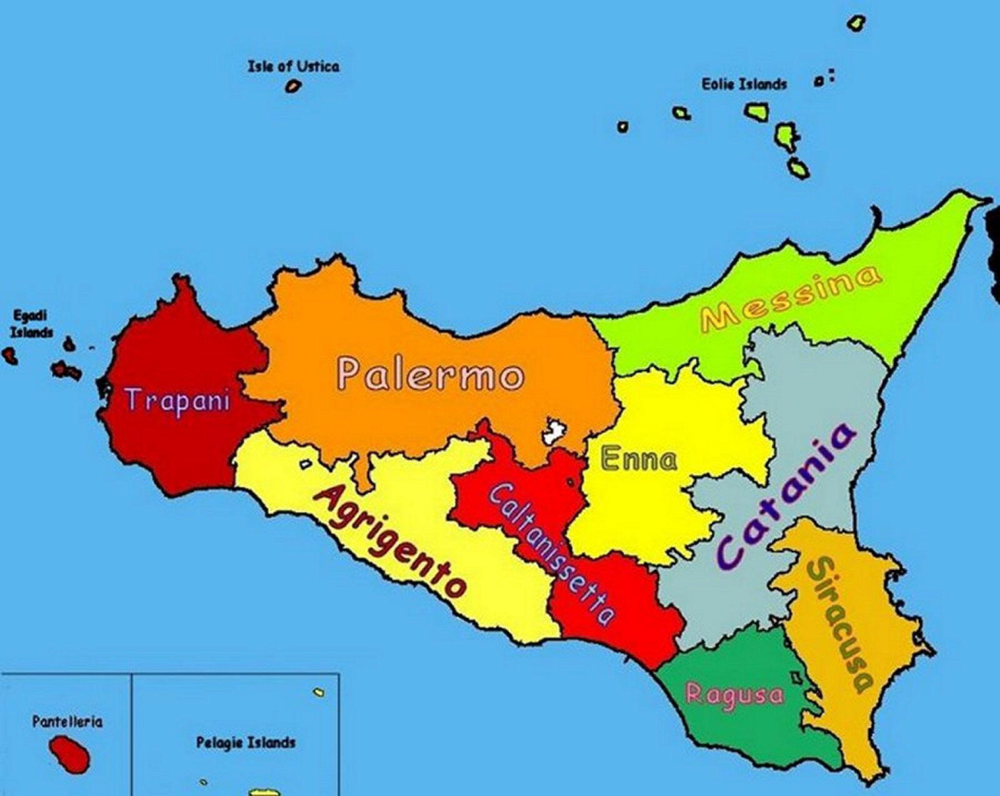 Isle of Ustica
Eolie Islands
Messina
Egadi
Islands
Palermo
Trapani
Enna
Catania
Agrigento
Caltanissetta
Siracusa
Ragusa
Pantelleria
Pelagie Islands